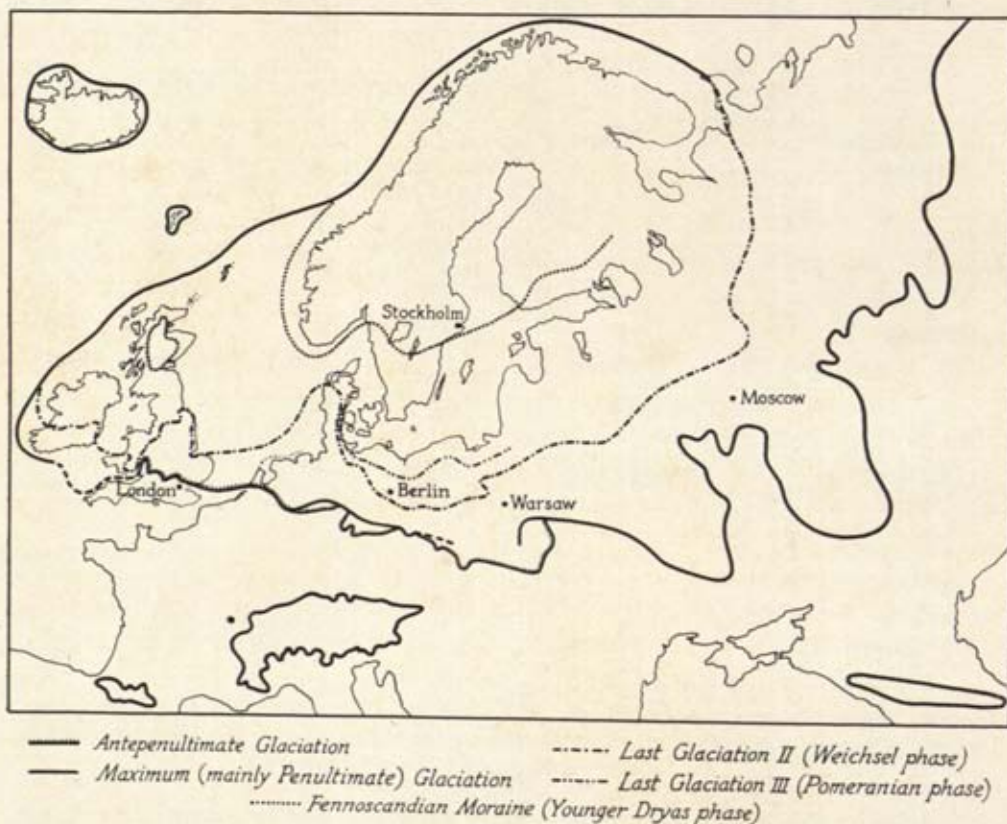 Stockholm
Moscow
London
Berlin
Warsaw
Antepenultimate Glaciation
Last Glaciation II (Weichsel phase)
Maximum (mainly Penultimate) Glaciation
Last Glaciation III (Pomeranian phase)
Fennoscandian Moraine (Younger Dryas phase)